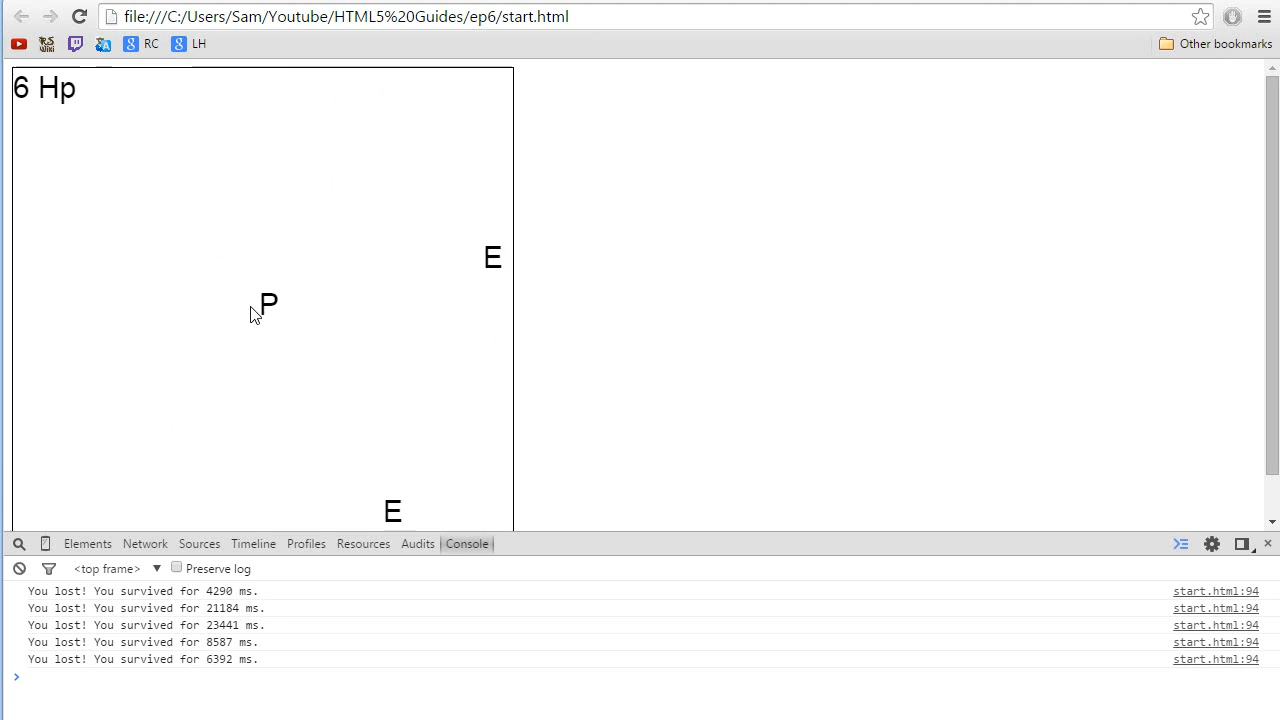 file:///C:/Users/Sam/Youtube/HTML5%20Guides/ep6/start.html
RC LH Other bookmarks
6 Hp
E
P
E
Elements Network Sources Timeline Profiles Resources Audits Console
<top frame> Preserve log
You lost! You survived for 4290 ms. start.html:94
You lost! You survived for 21184 ms. start.html:94
You lost! You survived for 23441 ms. start.html:94
You lost! You survived for 8587 ms. start.html:94
You lost! You survived for 6392 ms. start.html:94